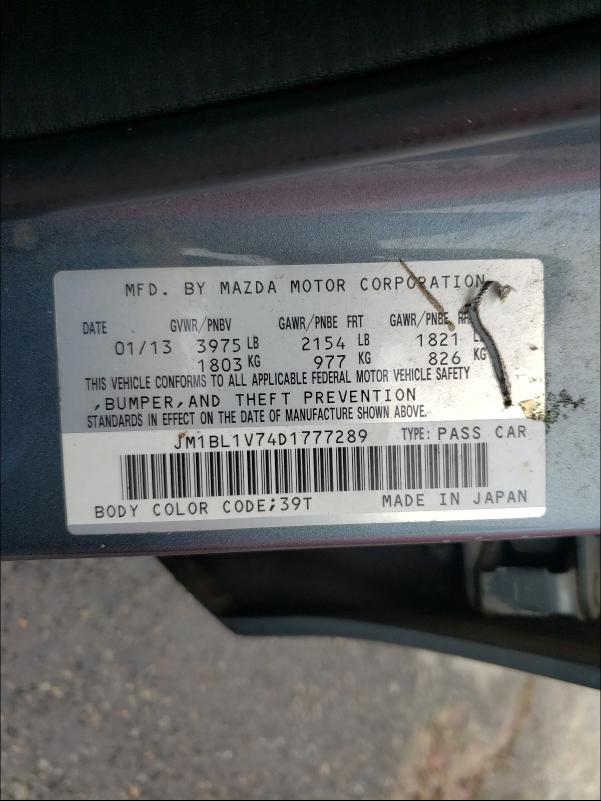 MFD. BY MAZDA MOTOR CORPORATION
DATE GVWR/PNBV GAWR/PNBE FRT GAWR/PNBE RR
01/13 3975 LB 2154 LB 1821
1803 KG 977 KG 826 KG
THIS VEHICLE CONFORMS TO ALL APPLICABLE FEDERAL MOTOR VEHICLE SAFETY
,BUMPER,AND THEFT PREVENTION
STANDARDS IN EFFECT ON THE DATE OF MANUFACTURE SHOWN ABOVE.
JM1BL1V74D1777289 TYPE: PASS CAR
BODY COLOR CODE;39T MADE IN JAPAN